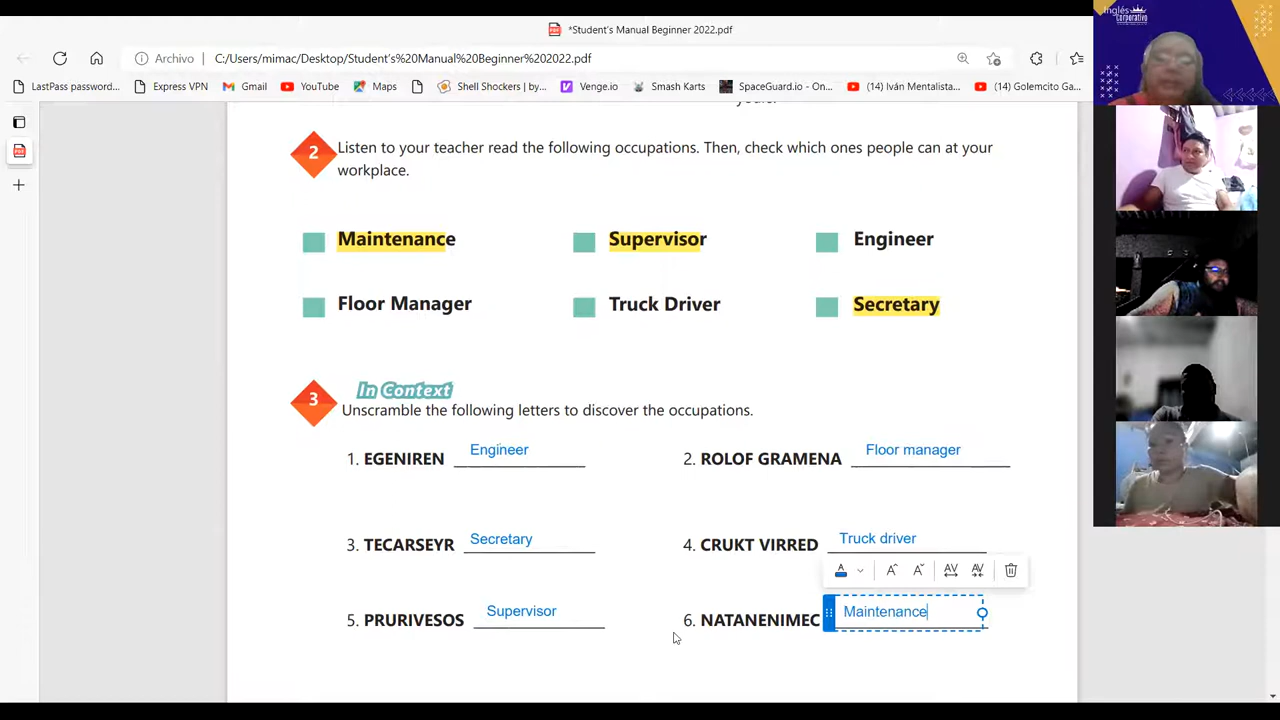 *Student's Manual Beginner 2022.pdf
Archivo C:/Users/mimac/Desktop/Student's%20Manual%20Beginner%202022.pdf
LastPass password... Express VPN Gmail YouTube Maps Shell Shockers | by... Venge.io Smash Karts SpaceGuard.io - On... (14) Iván Mentalista... (14) Golemcito Ga...
Inglés
Corporativo
2 Listen to your teacher read the following occupations. Then, check which ones people can at your
workplace.
Maintenance Supervisor Engineer
Floor Manager Truck Driver Secretary
3 In Context
Unscramble the following letters to discover the occupations.
1. EGENIREN Engineer 2. ROLOF GRAMENA Floor manager
3. TECARSEYR Secretary 4. CRUKT VIRRED Truck driver
5. PRURIVESOS Supervisor 6. NATANENIMEC Maintenance